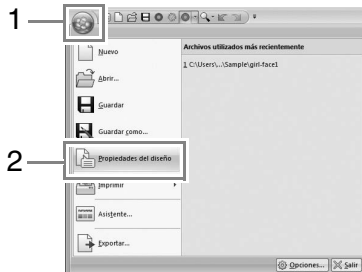 1
Archivos utilizados más recientemente
Nuevo
1 C:\Users\...\Sample\girl-face1
Abrir...
Guardar
Guardar como...
2
Propiedades del diseño
Imprimir
Asistente...
Exportar...
Opciones...
Salir